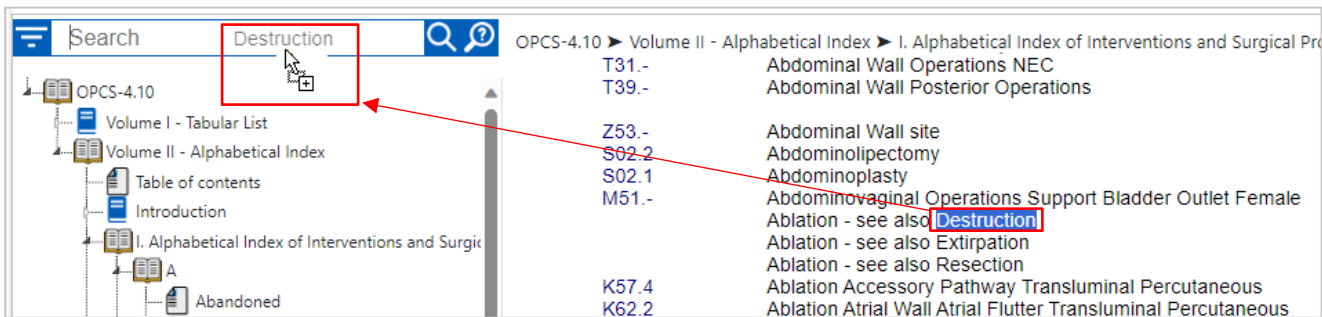 Search Destruction
OPCS-4.10
Volume I - Tabular List
Volume II - Alphabetical Index
Table of contents
Introduction
I. Alphabetical Index of Interventions and Surgic
A
Abandoned
OPCS-4.10 ➤ Volume II - Alphabetical Index ➤ I. Alphabetical Index of Interventions and Surgical Pro
T31.- Abdominal Wall Operations NEC
T39.- Abdominal Wall Posterior Operations
Z53.- Abdominal Wall site
S02.2 Abdominolipectomy
S02.1 Abdominoplasty
M51.- Abdominovaginal Operations Support Bladder Outlet Female
Ablation - see also Destruction
Ablation - see also Extirpation
Ablation - see also Resection
K57.4 Ablation Accessory Pathway Transluminal Percutaneous
K62.2 Ablation Atrial Wall Atrial Flutter Transluminal Percutaneous